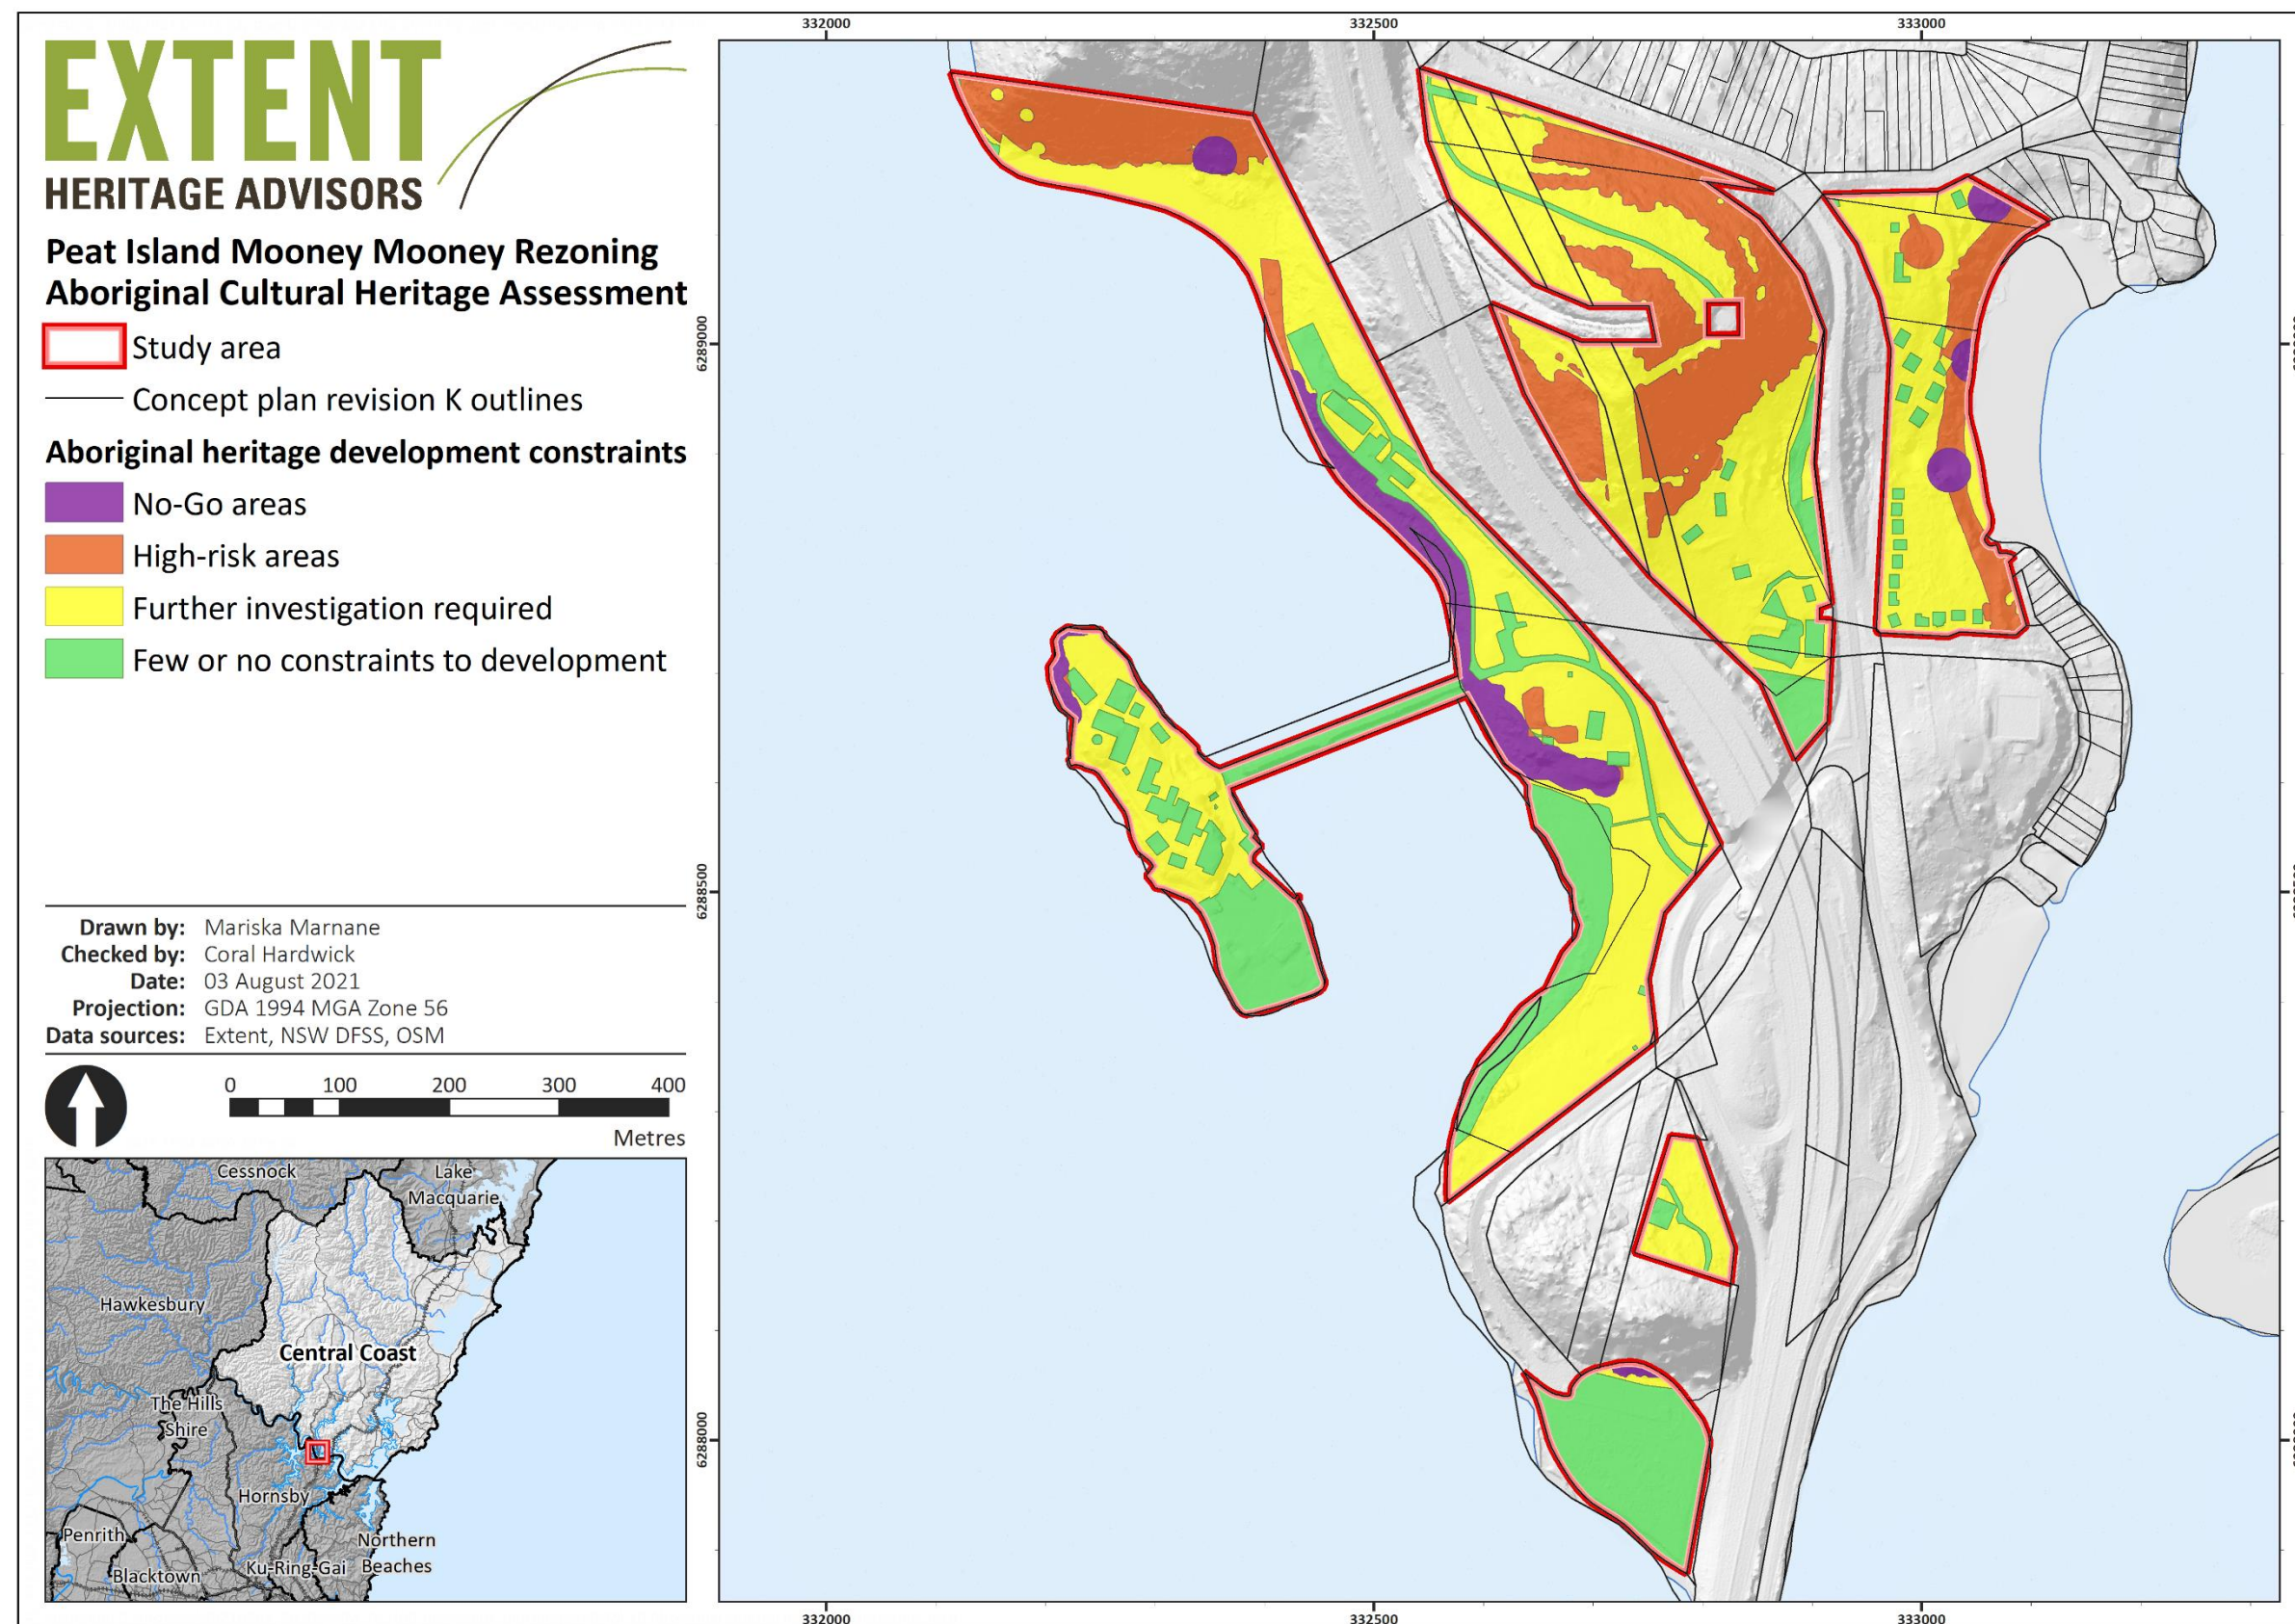 EXTENT
HERITAGE ADVISORS
Peat Island Mooney Mooney Rezoning
Aboriginal Cultural Heritage Assessment
Study area
Concept plan revision K outlines
Aboriginal heritage development constraints
No-Go areas
High-risk areas
Further investigation required
Few or no constraints to development
Drawn by: Mariska Marnane
Checked by: Coral Hardwick
Date: 03 August 2021
Projection: GDA 1994 MGA Zone 56
Data sources: Extent, NSW DFSS, OSM
0 100 200 300 400
Metres
Cessnock
Lake
Macquarie
Hawkesbury
Central Coast
The Hills
Shire
Hornsby
Penrith
Northern
Beaches
Ku-Ring-Gai
Blacktown
332000 332500 333000
6289000
6288500
6288000
332000 332500 333000